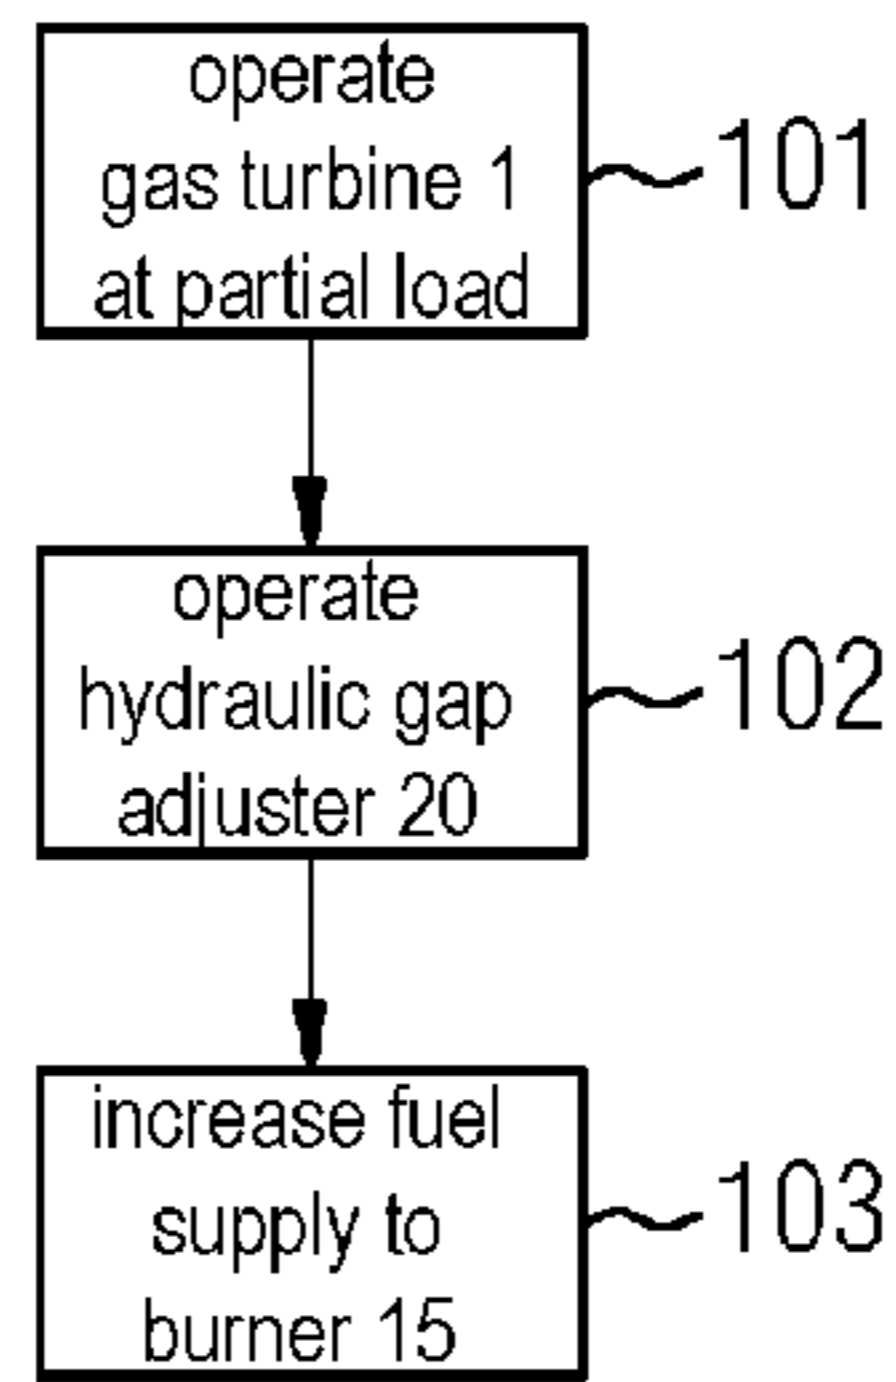 operate
gas turbine 1
at partial load
101
operate
hydraulic gap
adjuster 20
102
increase fuel
supply to
burner 15
103